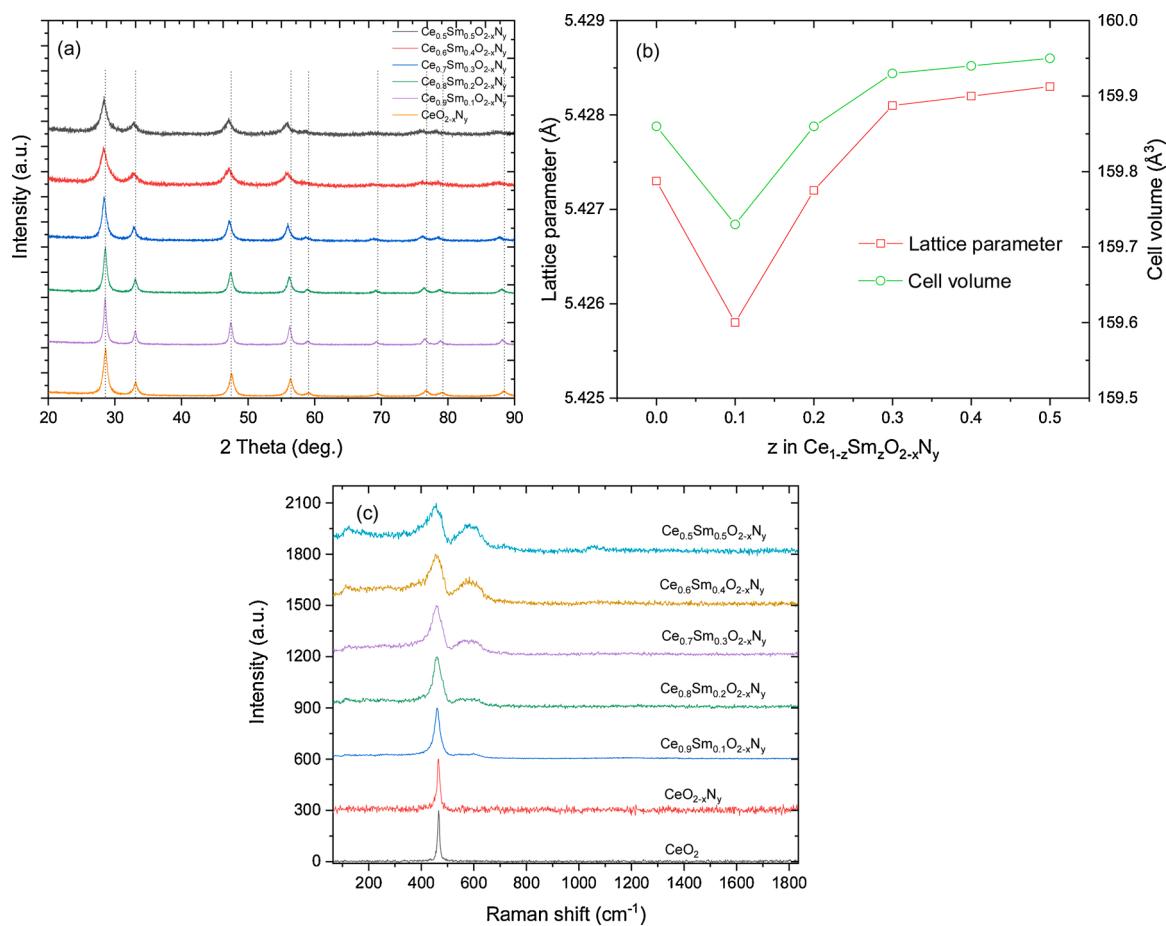 (a)
Ce0.5Sm0.5O2-xNy
Ce0.6Sm0.4O2-xNy
Ce0.7Sm0.3O2-xNy
Ce0.8Sm0.2O2-xNy
Ce0.9Sm0.1O2-xNy
CeO2-xNy
Intensity (a.u.)
20 30 40 50 60 70 80 90
2 Theta (deg.)
(b)
5.429
5.428
5.427
5.426
5.425
Lattice parameter (Å)
160.0
159.9
159.8
159.7
159.6
159.5
Cell volume (Å3)
Lattice parameter
Cell volume
0.0 0.1 0.2 0.3 0.4 0.5
z in Ce1-zSmzO2-xNy
(c)
2100
1800
1500
1200
900
600
300
0
Intensity (a.u.)
Ce0.5Sm0.5O2-xNy
Ce0.6Sm0.4O2-xNy
Ce0.7Sm0.3O2-xNy
Ce0.8Sm0.2O2-xNy
Ce0.9Sm0.1O2-xNy
CeO2-xNy
CeO2
200 400 600 800 1000 1200 1400 1600 1800
Raman shift (cm-1)